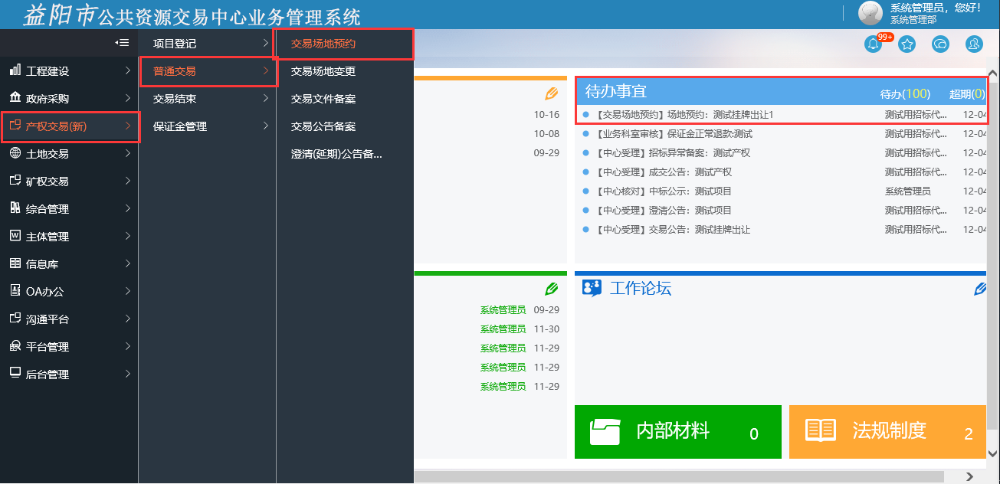 益阳市公共资源交易中心业务管理系统
系统管理员，您好！
系统管理部
99+
工程建设
政府采购
产权交易(新)
土地交易
矿权交易
综合管理
主体管理
信息库
OA办公
沟通平台
平台管理
后台管理
项目登记
普通交易
交易结束
保证金管理
交易场地预约
交易场地变更
交易文件备案
交易公告备案
澄清(延期)公告备...
10-16
10-08
09-29
待办事宜 待办(100) 超期(0)
【交易场地预约】场地预约：测试挂牌出让1 测试用招标代... 12-04
【业务科室审核】保证金正常退款:测试 测试用招标代... 12-04
【中心受理】招标异常备案：测试产权 测试用招标代... 12-04
【中心受理】成交公告：测试产权 测试用招标代... 12-04
【中心核对】中标公示：测试项目 系统管理员 12-04
【中心受理】澄清公告：测试项目 测试用招标代... 12-04
【中心受理】交易公告：测试挂牌出让 测试用招标代... 12-04
系统管理员 09-29
系统管理员 11-30
系统管理员 11-29
系统管理员 11-29
系统管理员 11-29
工作论坛
内部材料 0
法规制度 2